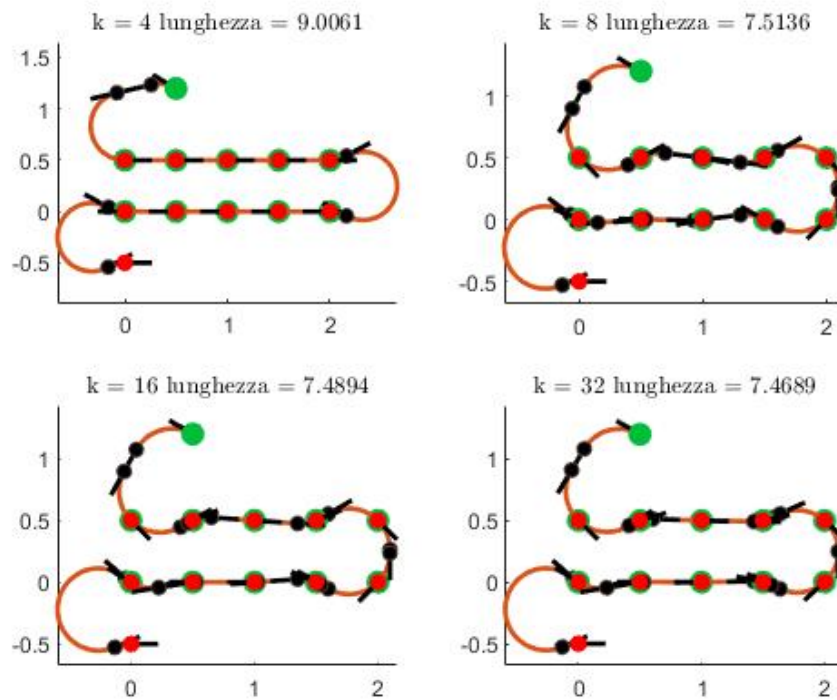 k = 4 lunghezza = 9.0061
1.5
1
0.5
0
-0.5
0 1 2
k = 8 lunghezza = 7.5136
1
0.5
0
-0.5
0 1 2
k = 16 lunghezza = 7.4894
1
0.5
0
-0.5
0 1 2
k = 32 lunghezza = 7.4689
1
0.5
0
-0.5
0 1 2